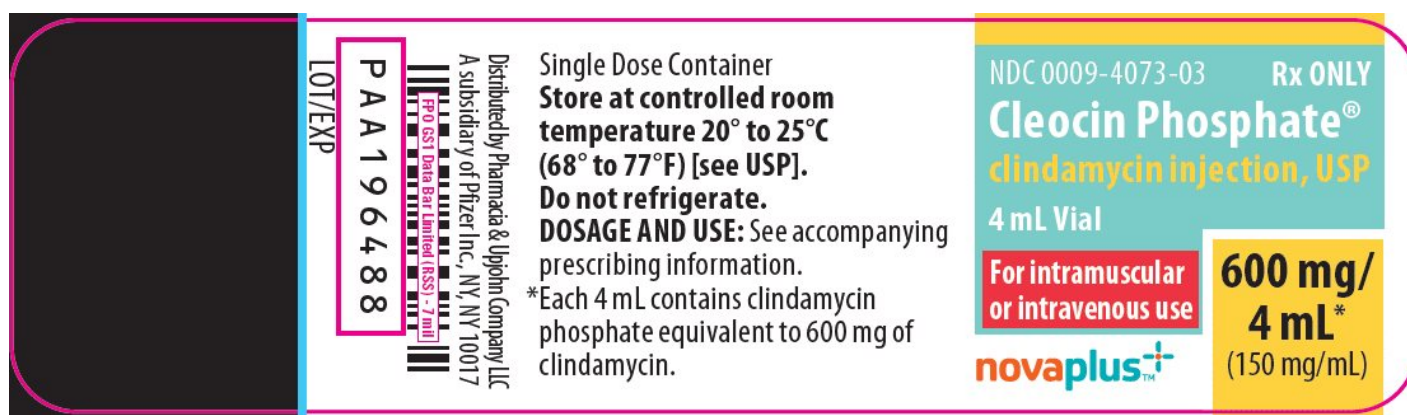 LOT/EXP
PAA196488
FPO GS1 Data Bar Limited (RSS) - 7 mil
Distributed by Pharmacia & Upjohn Company LLC
A subsidiary of Pfizer Inc., NY, NY 10017
Single Dose Container
Store at controlled room
temperature 20° to 25°C
(68° to 77°F) [see USP].
Do not refrigerate.
DOSAGE AND USE: See accompanying
prescribing information.
*Each 4 mL contains clindamycin
phosphate equivalent to 600 mg of
clindamycin.
NDC 0009-4073-03 Rx ONLY
Cleocin Phosphate®
clindamycin injection, USP
4 mL Vial
For intramuscular
or intravenous use
novaplus™
600 mg/
4 mL*
(150 mg/mL)